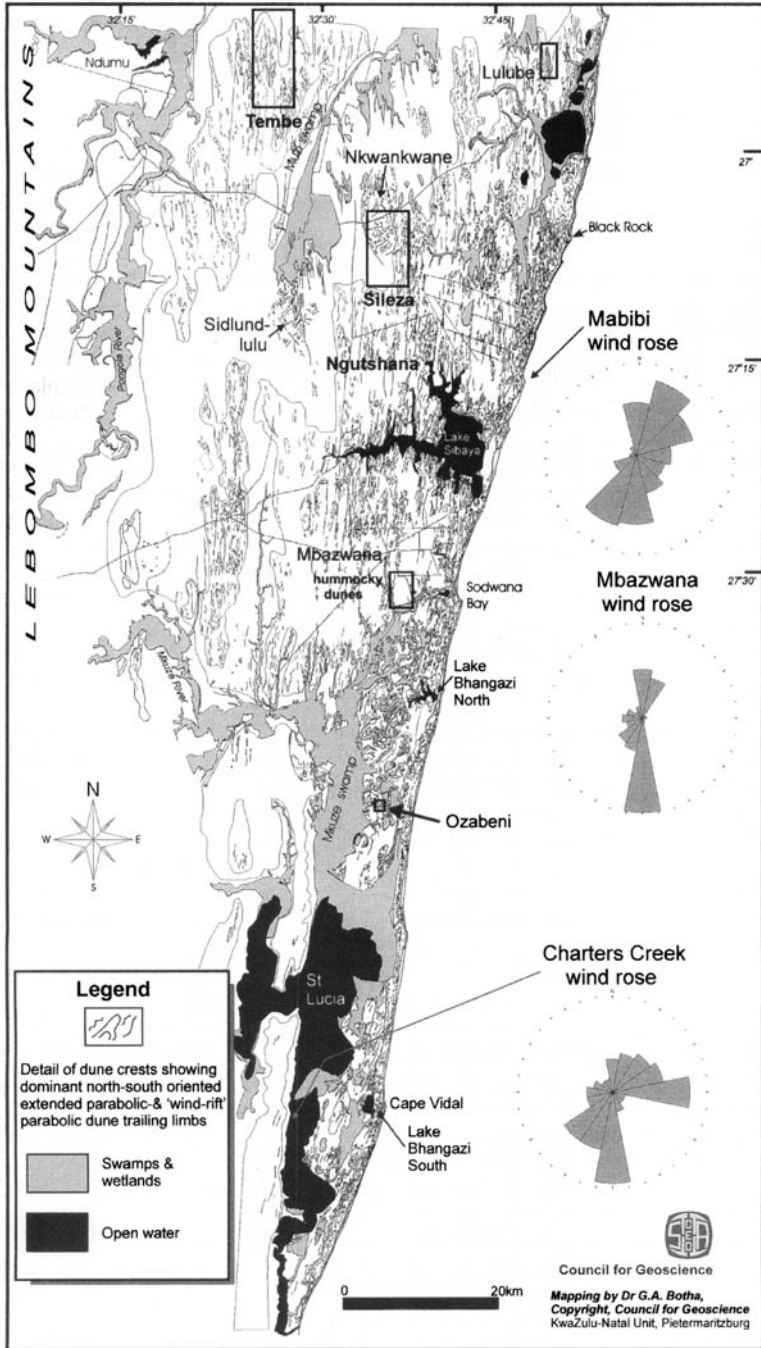 32°15'
32°30'
32°45'
LEBOMBO MOUNTAINS
Ndumu
Tembe
Muzi swamp
Lulube
Nkwankwane
27°
Black Rock
Sileza
Sidlund-
lulu
Pongola River
Ngutshana
Mabibi
wind rose
27°15'
Lake
Sibaya
Mbazwana
hummocky
dunes
Sodwana
Bay
27°30'
Mbazwana
wind rose
Mkuze River
Lake
Bhangazi
North
Mkuze swamp
Ozabeni
N
W
E
S
Charters Creek
wind rose
St
Lucia
Cape Vidal
Lake
Bhangazi
South
Legend
Detail of dune crests showing
dominant north-south oriented
extended parabolic-& 'wind-rift'
parabolic dune trailing limbs
Swamps &
wetlands
Open water
0
20km
Council for Geoscience
Mapping by Dr G.A. Botha,
Copyright, Council for Geoscience
KwaZulu-Natal Unit, Pietermaritzburg